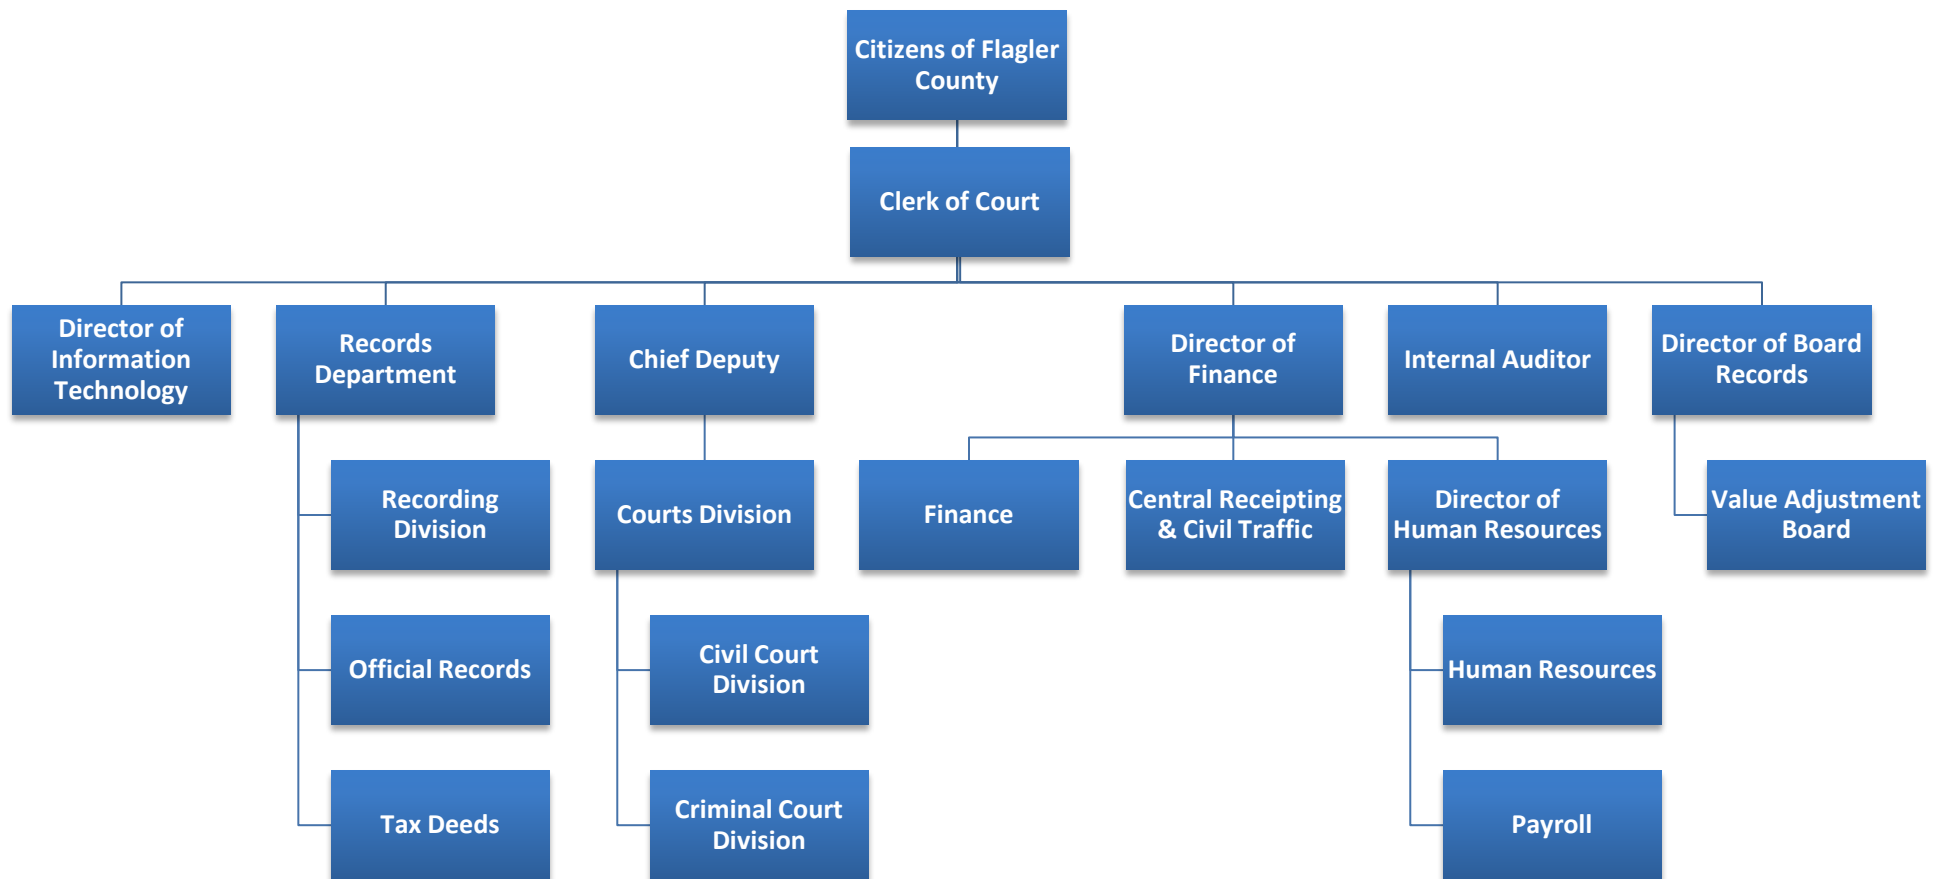 Citizens of Flagler
County
Clerk of Court
Director of
Information
Technology
Records
Department
Chief Deputy
Director of
Finance
Internal Auditor
Director of Board
Records
Recording
Division
Courts Division
Finance
Central Receipting
& Civil Traffic
Director of
Human Resources
Value Adjustment
Board
Official Records
Civil Court
Division
Human Resources
Tax Deeds
Criminal Court
Division
Payroll